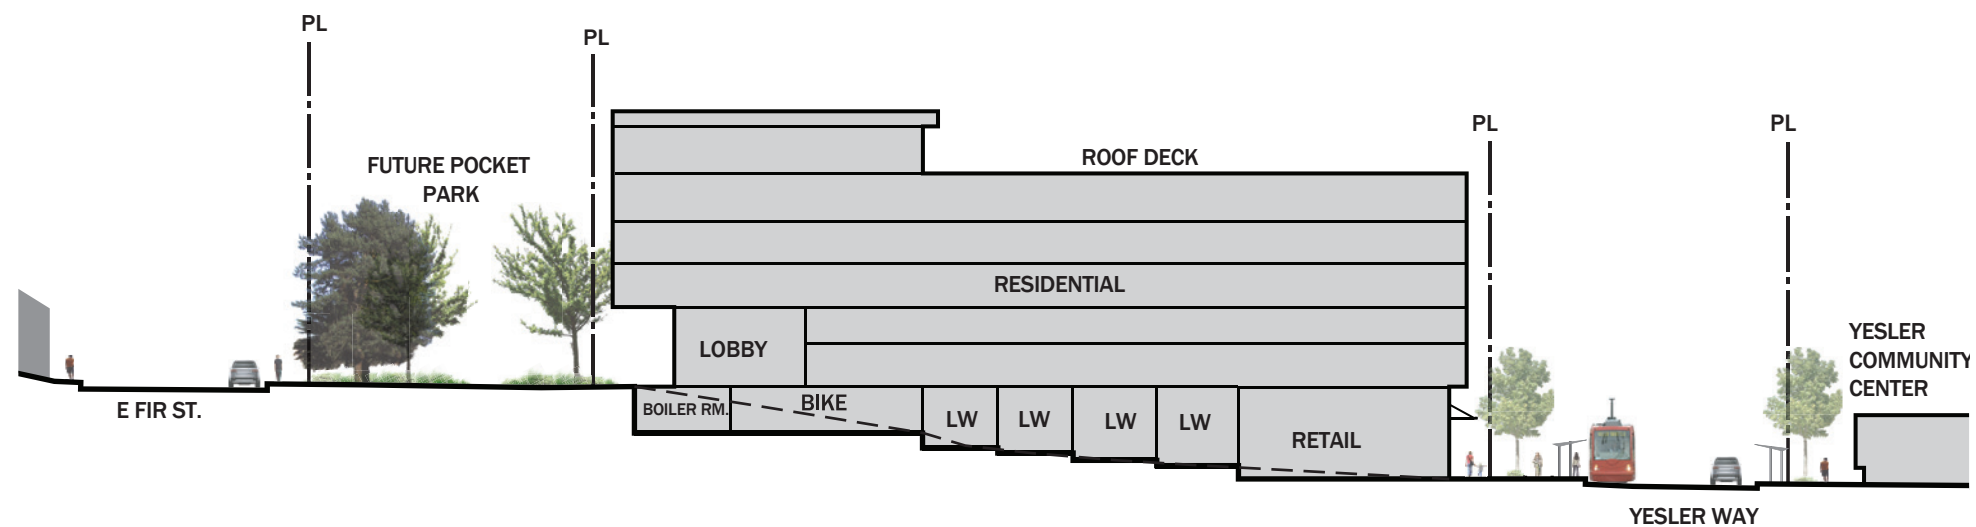 PL
PL
PL
PL
FUTURE POCKET
PARK
ROOF DECK
RESIDENTIAL
LOBBY
YESLER
COMMUNITY
CENTER
E FIR ST.
BOILER RM.
BIKE
LW
LW
LW
LW
RETAIL
YESLER WAY